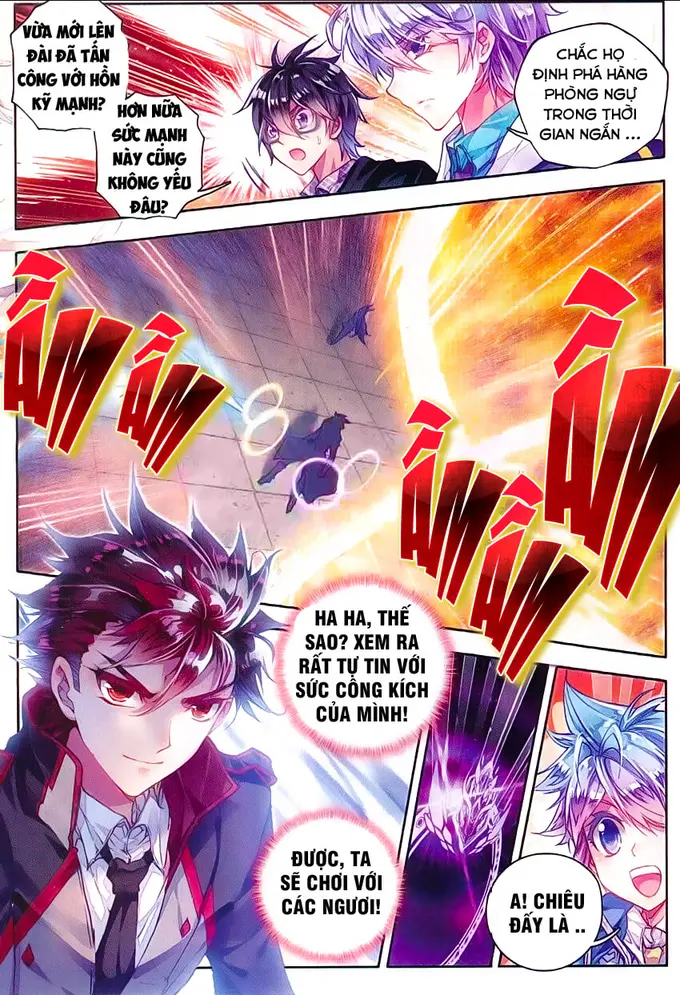 VỪA MỚI LÊN
ĐÀI ĐÃ TẤN
CÔNG VỚI HỒN
KỸ MẠNH?
HƠN NỮA
SỨC MẠNH
NÀY CŨNG
KHÔNG YẾU
ĐÂU?
CHẮC HỌ
ĐỊNH PHÁ HÀNG
PHÒNG NGỰ
TRONG THỜI
GIAN NGẮN ...
ẦM
ẦM
ẦM
ẦM
ẦM
ẦM
HA HA, THẾ
SAO? XEM RA
RẤT TỰ TIN VỚI
SỨC CÔNG KÍCH
CỦA MÌNH!
ĐƯỢC, TA
SẼ CHƠI VỚI
CÁC NGƯƠI!
A! CHIÊU
ĐẤY LÀ ..